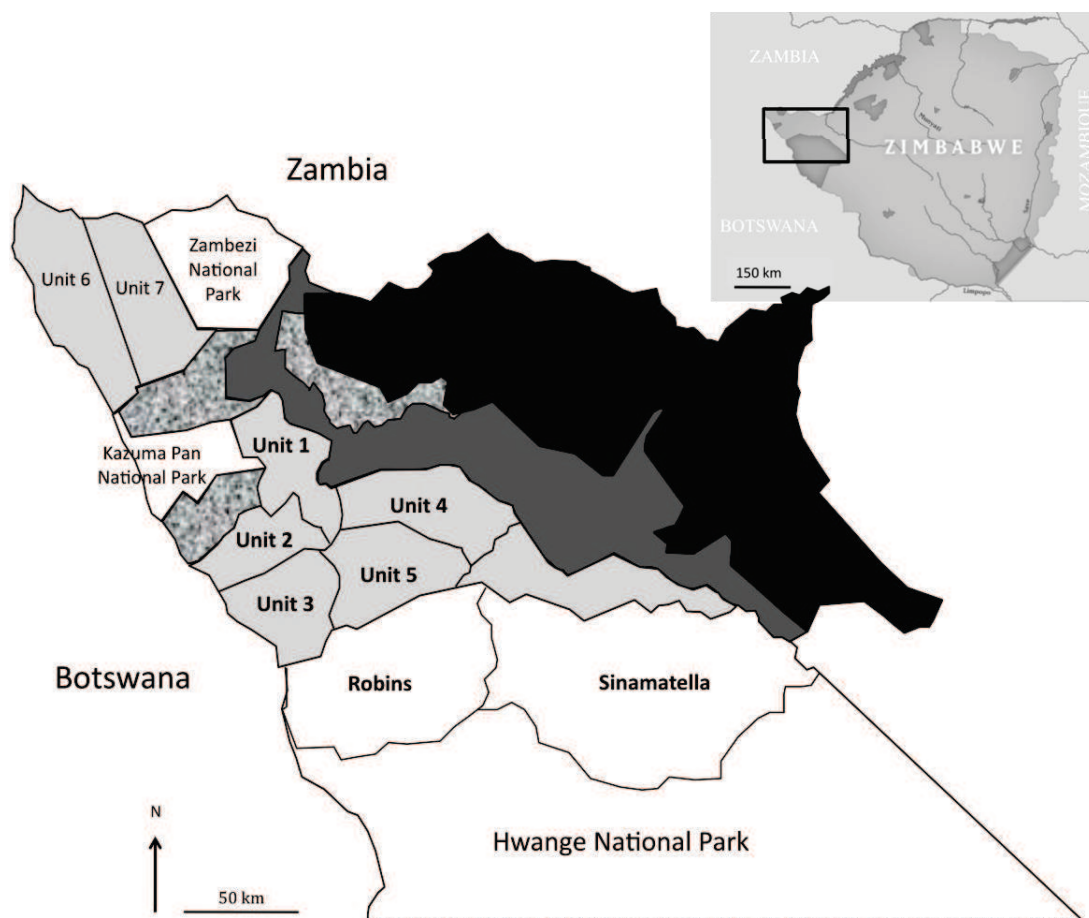 ZAMBIA
ZIMBABWE
MOZAMBIQUE
BOTSWANA
150 km
Limpopo
Zambia
Zambezi
National
Park
Unit 6
Unit 7
Kazuma Pan
National Park
Unit 1
Unit 4
Unit 2
Unit 5
Unit 3
Botswana
Robins
Sinamatella
Hwange National Park
N
50 km